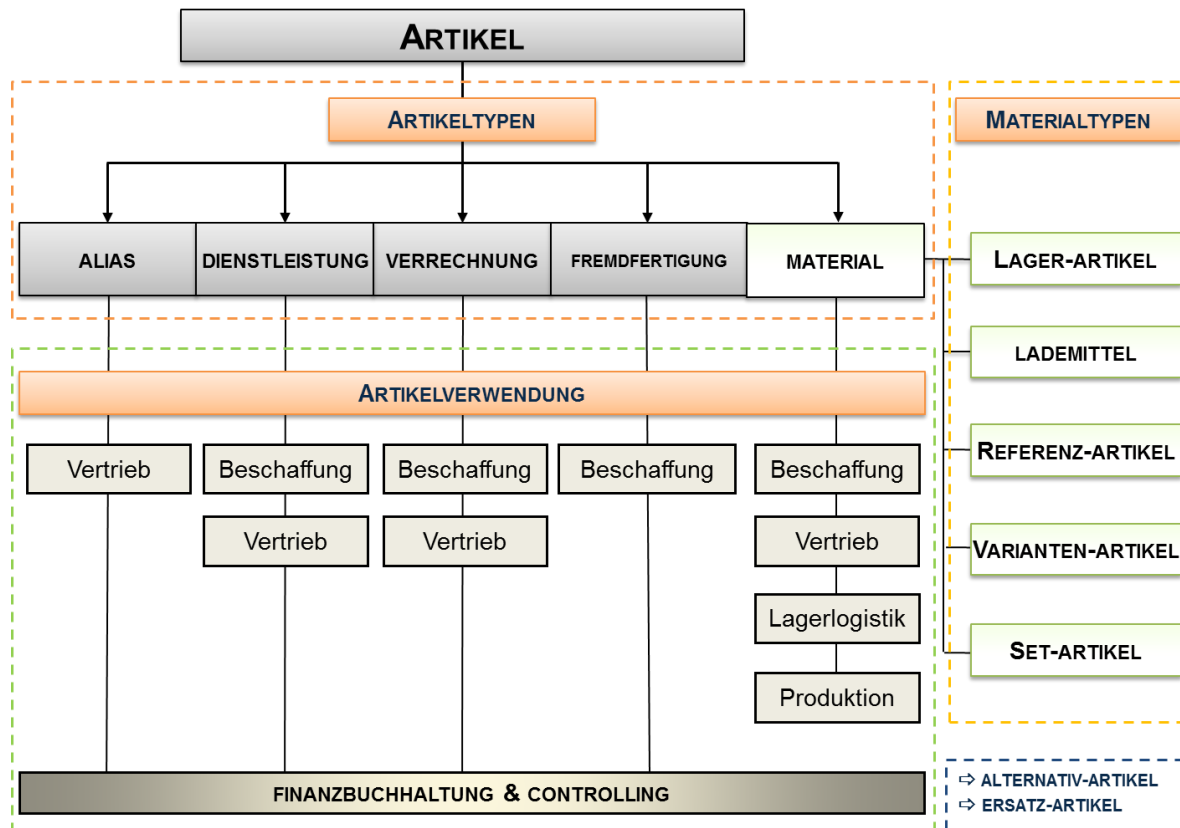 ARTIKEL
ARTIKELTYPEN
MATERIALTYPEN
ALIAS
DIENSTLEISTUNG
VERRECHNUNG
FREMDFERTIGUNG
MATERIAL
LAGER-ARTIKEL
LADEMITTEL
REFERENZ-ARTIKEL
VARIANTEN-ARTIKEL
SET-ARTIKEL
ARTIKELVERWENDUNG
Vertrieb
Beschaffung
Beschaffung
Beschaffung
Beschaffung
Vertrieb
Vertrieb
Vertrieb
Lagerlogistik
Produktion
FINANZBUCHHALTUNG & CONTROLLING
⇨ ALTERNATIV-ARTIKEL
⇨ ERSATZ-ARTIKEL